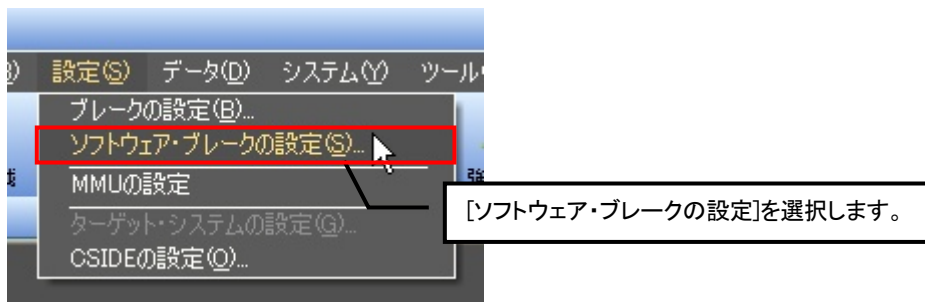 設定(S) データ(D) システム(Y) ツール
ブレークの設定(B)...
ソフトウェア・ブレークの設定(S)...
MMUの設定
ターゲット・システムの設定(G)...
CSIDEの設定(O)...
[ソフトウェア・ブレークの設定]を選択します。